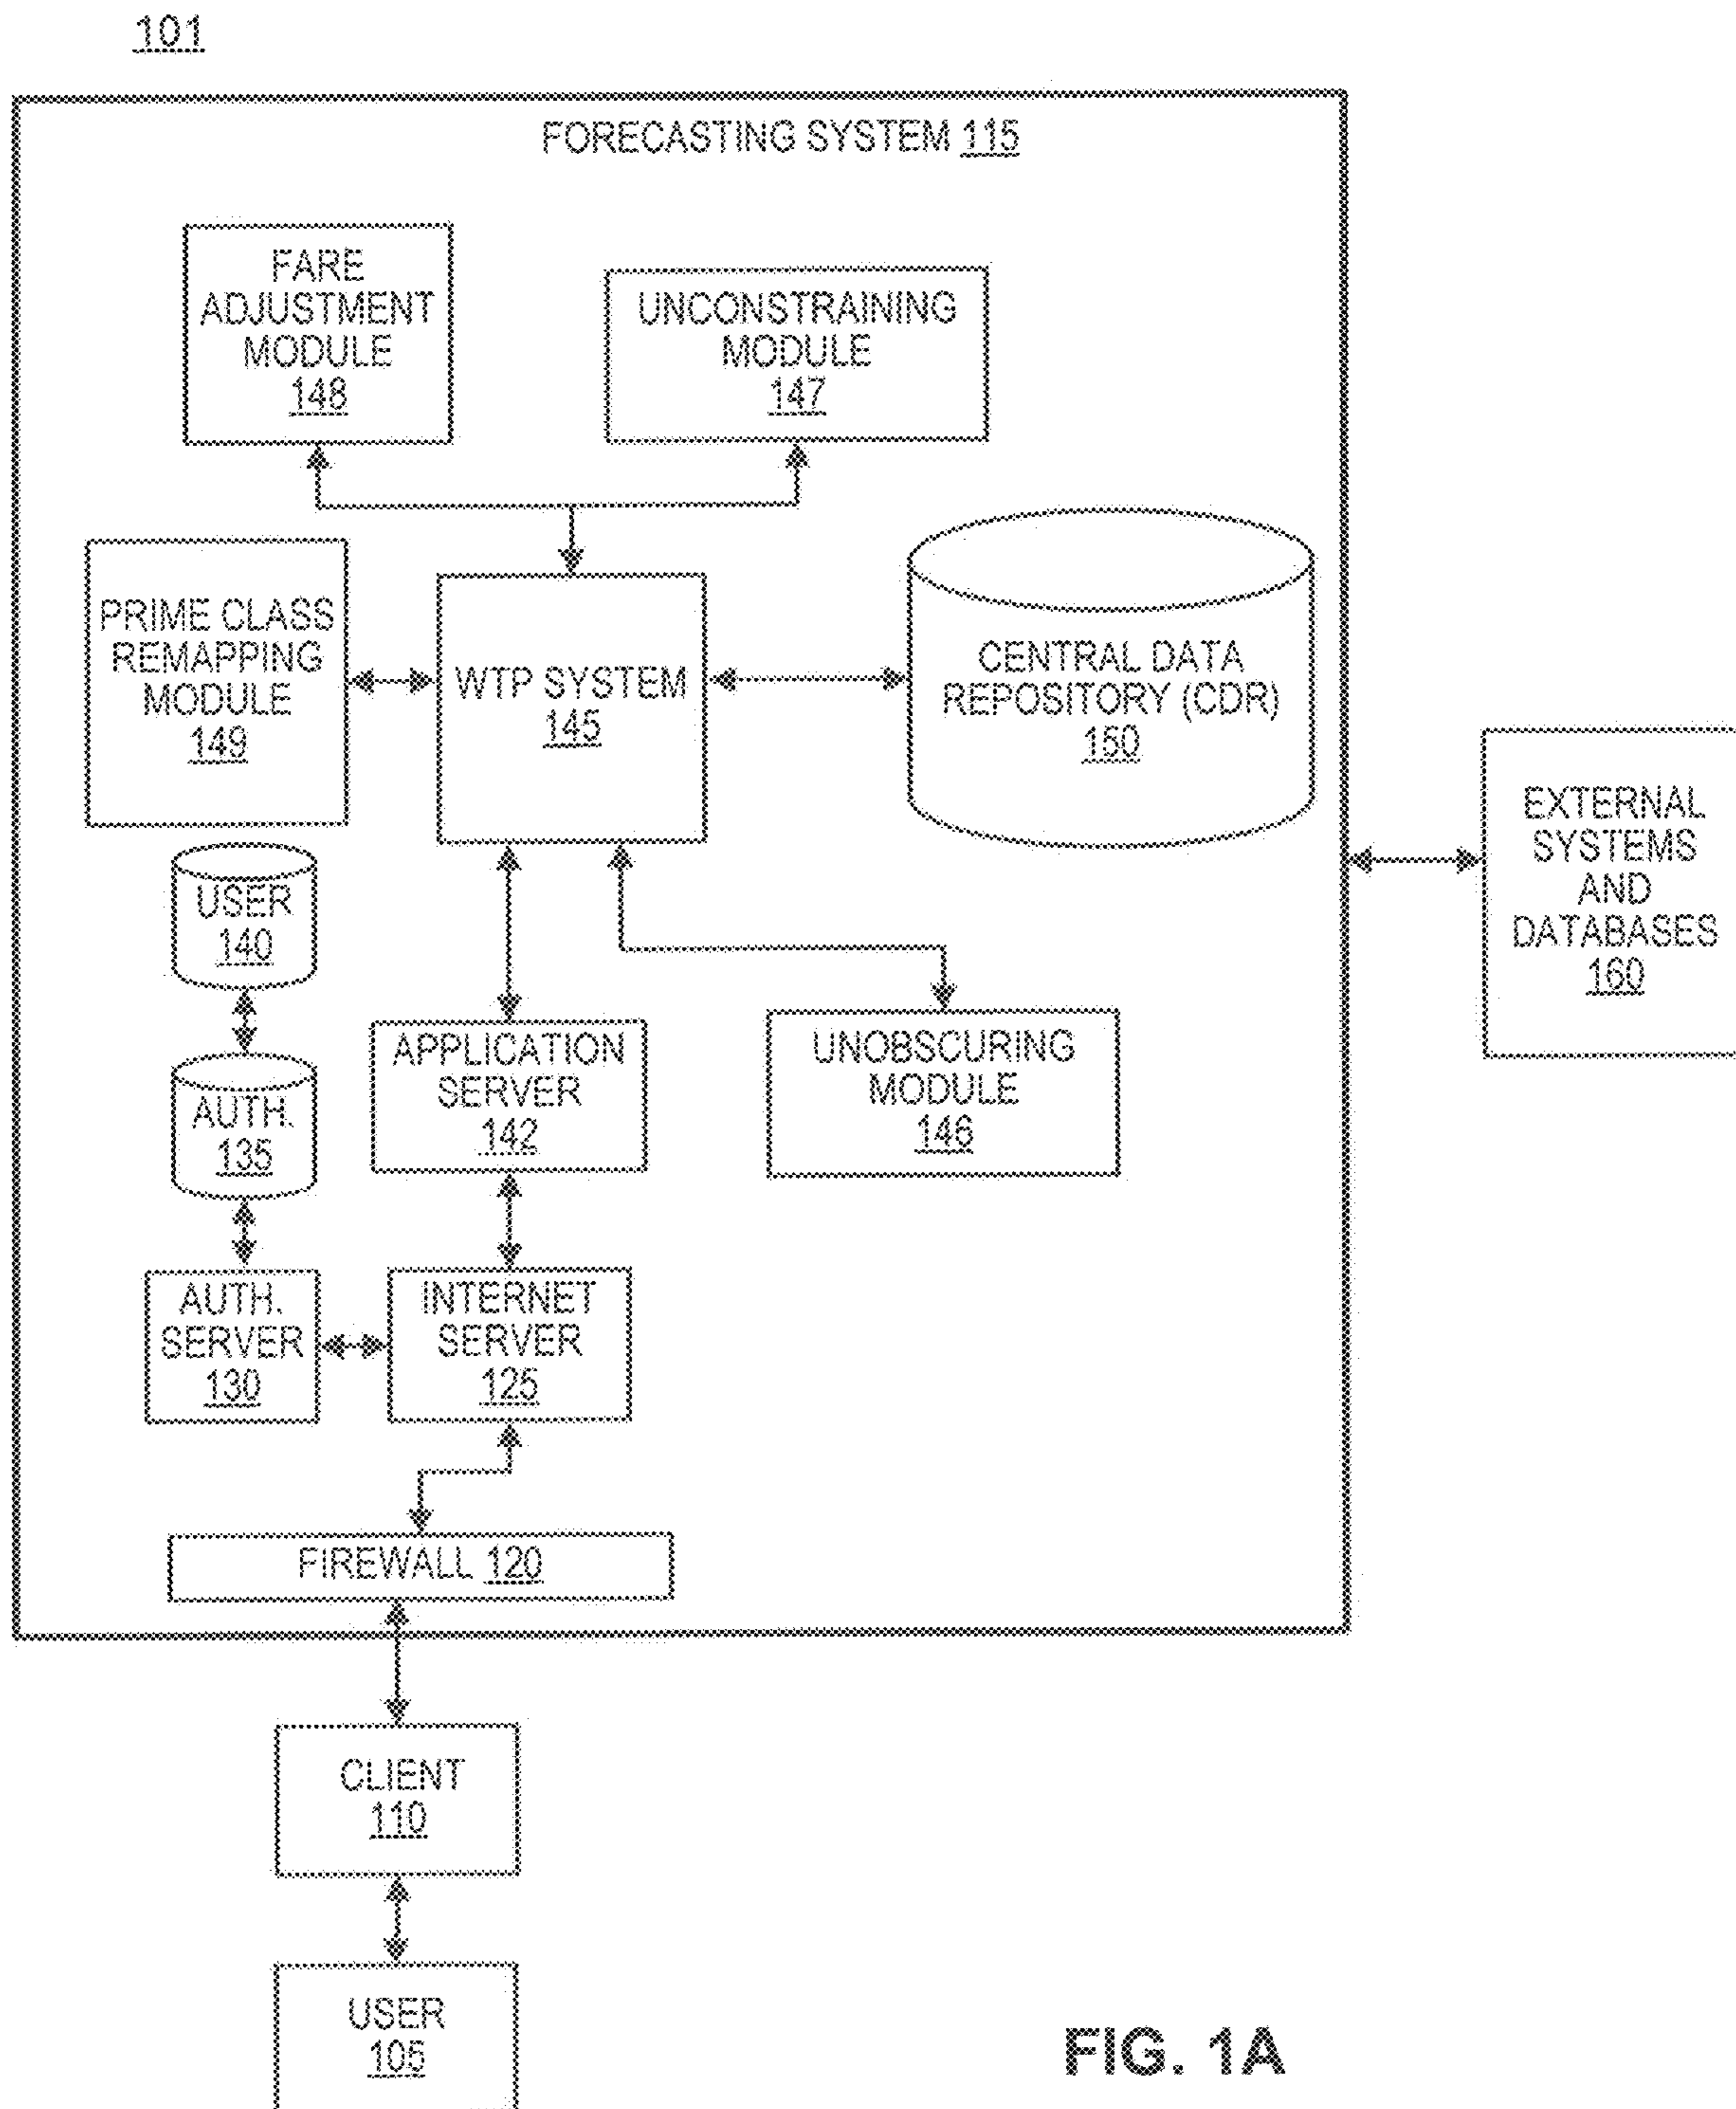 101
FORECASTING SYSTEM 115
FARE
ADJUSTMENT
MODULE
148
UNCONSTRAINING
MODULE
147
PRIME CLASS
REMAPPING
MODULE
149
WTP SYSTEM
145
CENTRAL DATA
REPOSITORY (CDR)
150
EXTERNAL
SYSTEMS
AND
DATABASES
160
USER
140
AUTH.
135
APPLICATION
SERVER
142
UNOBSCURING
MODULE
146
AUTH.
SERVER
130
INTERNET
SERVER
125
FIREWALL 120
CLIENT
110
USER
105
FIG. 1A